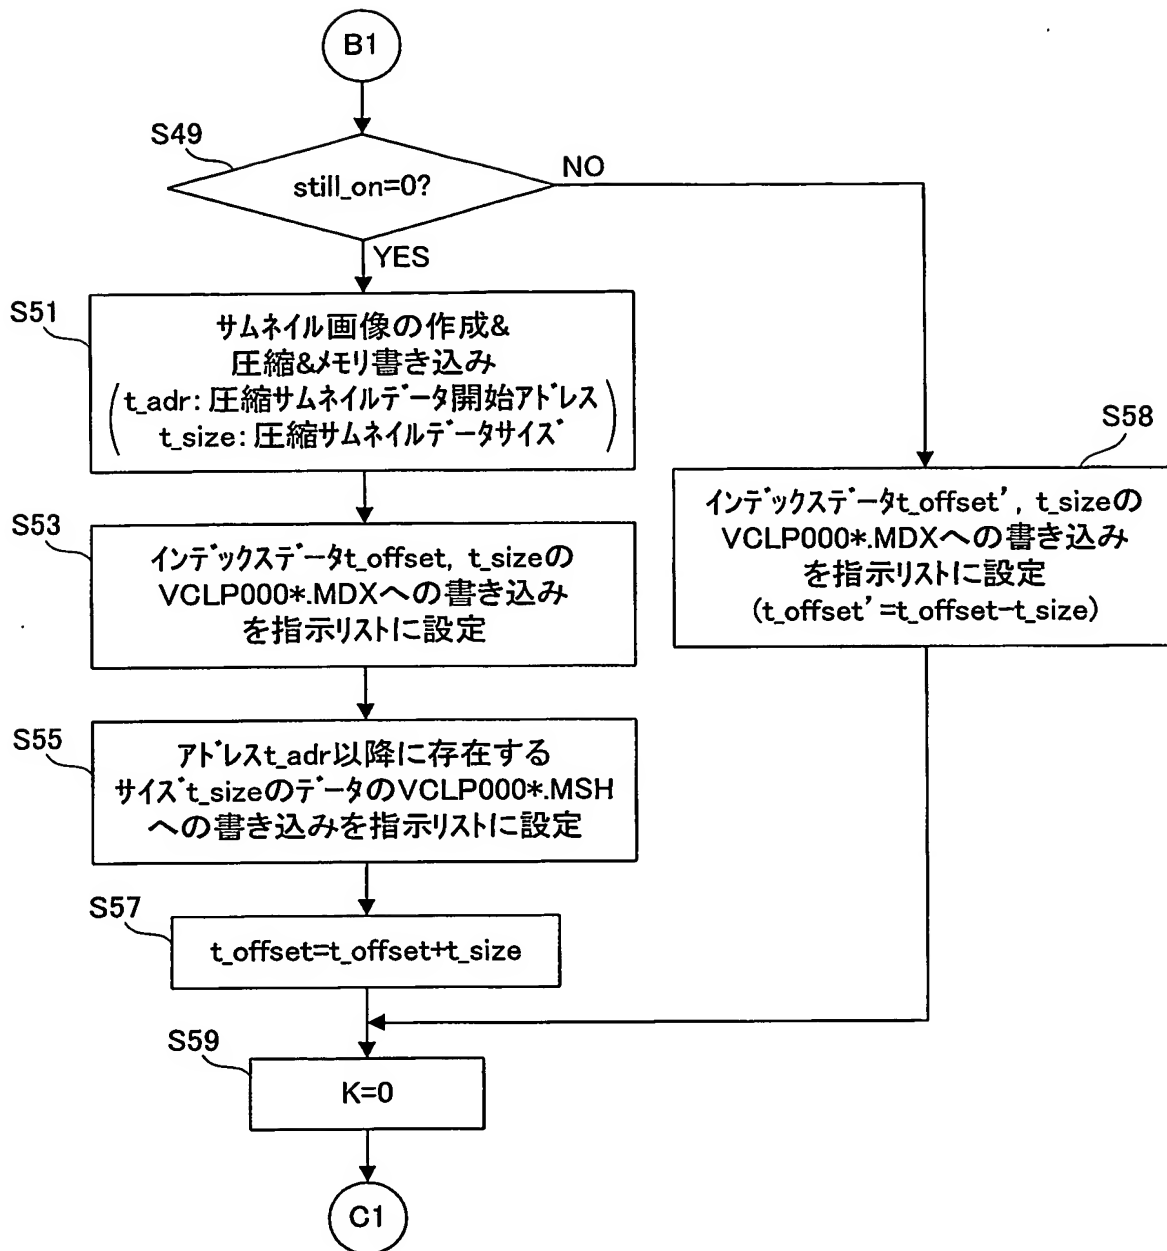 B1
S49
still_on=0?
NO
YES
S51
サムネイル画像の作成&
圧縮&メモリ書き込み
t_adr:圧縮サムネイルデータ開始アドレス
t_size:圧縮サムネイルデータサイズ
S58
インデックスデータt_offset’, t_sizeの
VCLP000*.MDXへの書き込み
を指示リストに設定
(t_offset’=t_offset-t_size)
S53
インデックスデータt_offset, t_sizeの
VCLP000*.MDXへの書き込み
を指示リストに設定
S55
アドレスt_adr以降に存在する
サイズt_sizeのデータのVCLP000*.MSH
への書き込みを指示リストに設定
S57
t_offset=t_offset+t_size
S59
K=0
C1